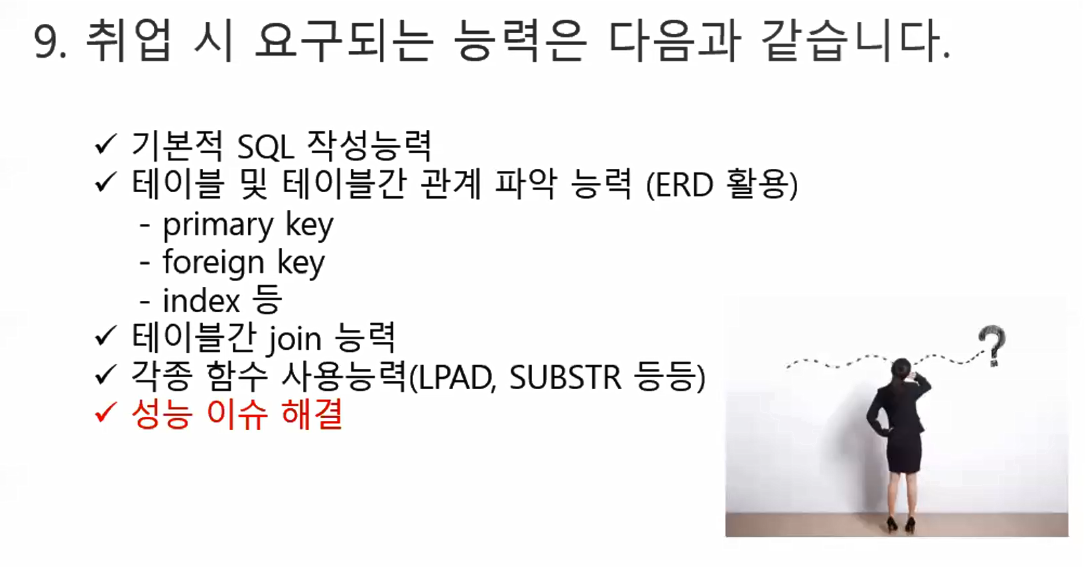 9. 취업 시 요구되는 능력은 다음과 같습니다.
✓ 기본적 SQL 작성능력
✓ 테이블 및 테이블간 관계 파악 능력 (ERD 활용)
- primary key
- foreign key
- index 등
✓ 테이블간 join 능력
✓ 각종 함수 사용능력(LPAD, SUBSTR 등등)
✓ 성능 이슈 해결
?